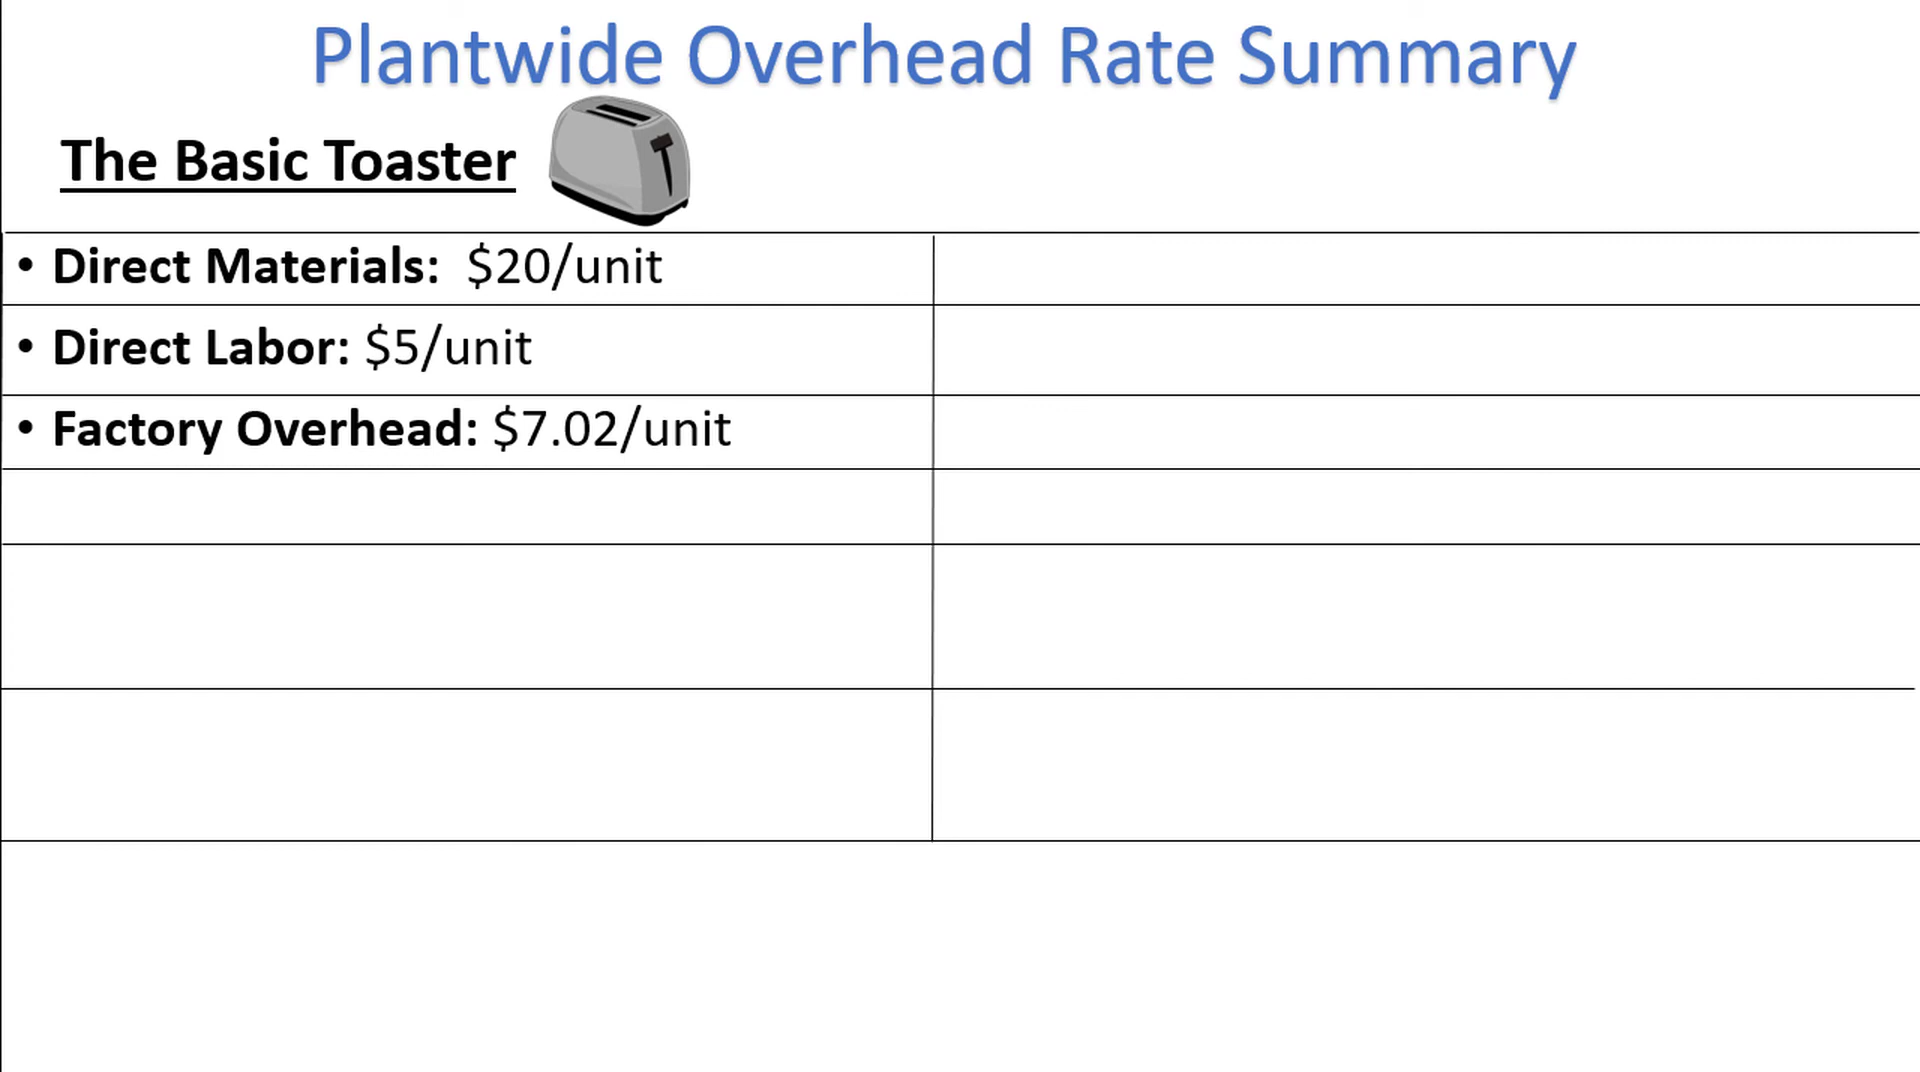 Plantwide Overhead Rate Summary
The Basic Toaster
• Direct Materials: $20/unit
• Direct Labor: $5/unit
• Factory Overhead: $7.02/unit